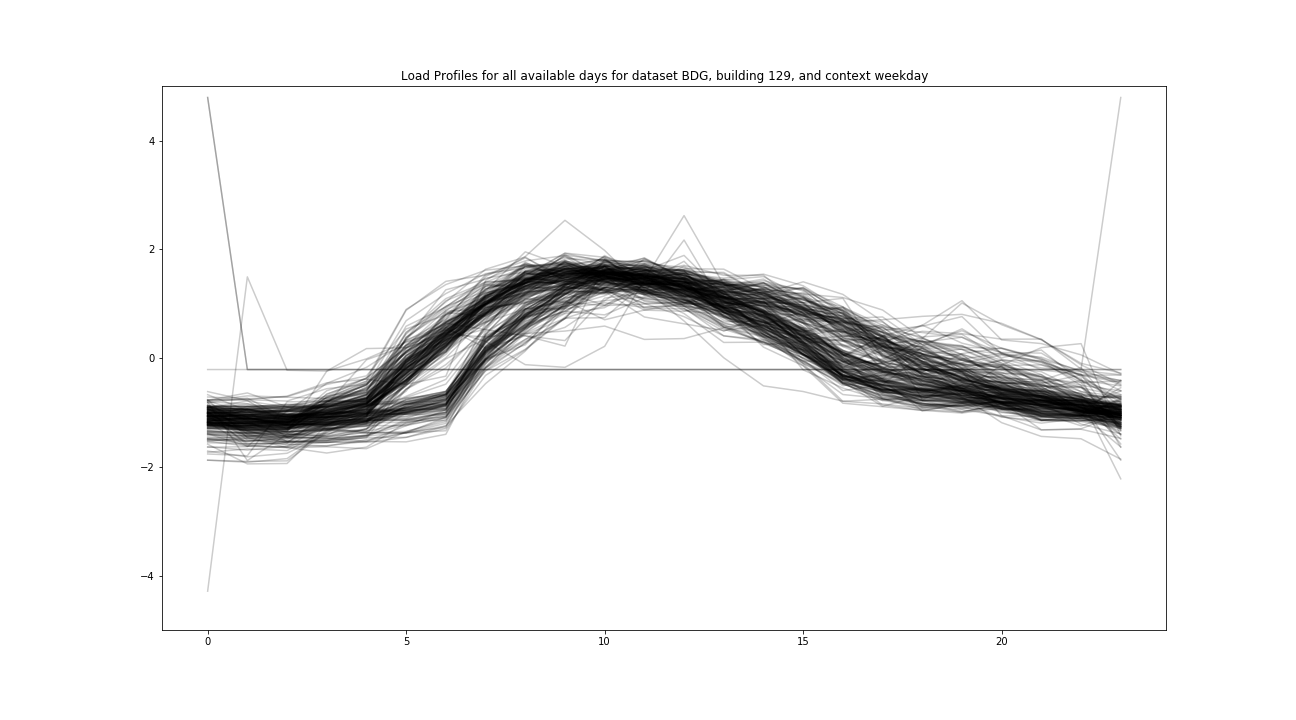 Load Profiles for all available days for dataset BDG, building 129, and context weekday
4
2
0
−2
−4
0 5 10 15 20